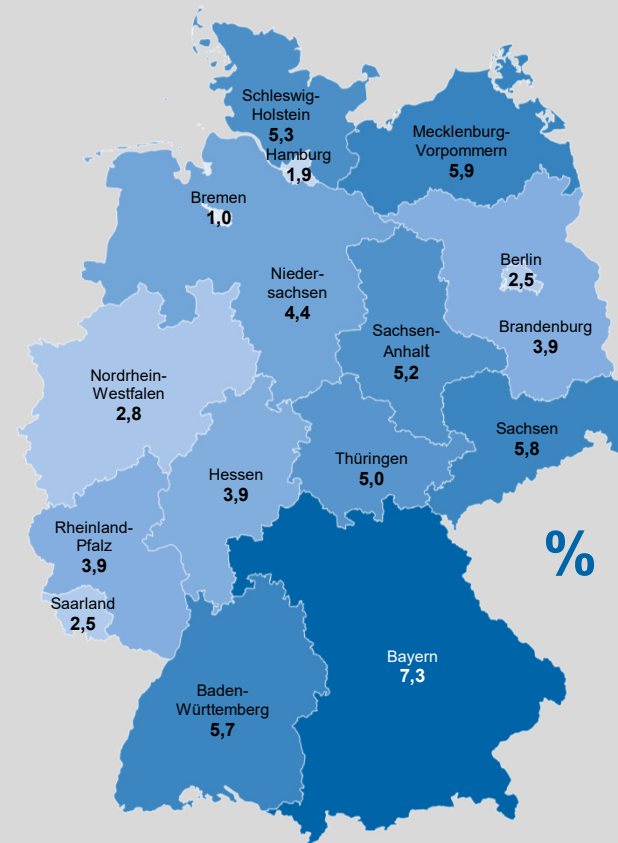 Schleswig-
Holstein
5,3
Hamburg
1,9
Mecklenburg-
Vorpommern
5,9
Bremen
1,0
Berlin
2,5
Nieder-
sachsen
4,4
Brandenburg
3,9
Sachsen-
Anhalt
5,2
Nordrhein-
Westfalen
2,8
Sachsen
5,8
Thüringen
5,0
Hessen
3,9
Rheinland-
Pfalz
3,9
%
Saarland
2,5
Bayern
7,3
Baden-
Württemberg
5,7